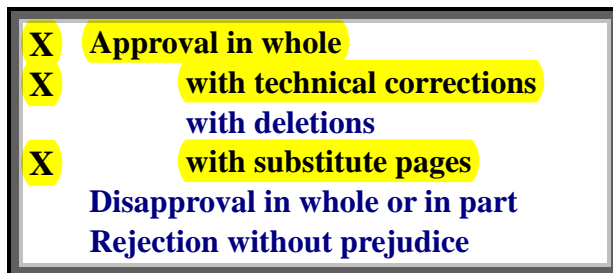 X Approval in whole
X with technical corrections
with deletions
X with substitute pages
Disapproval in whole or in part
Rejection without prejudice